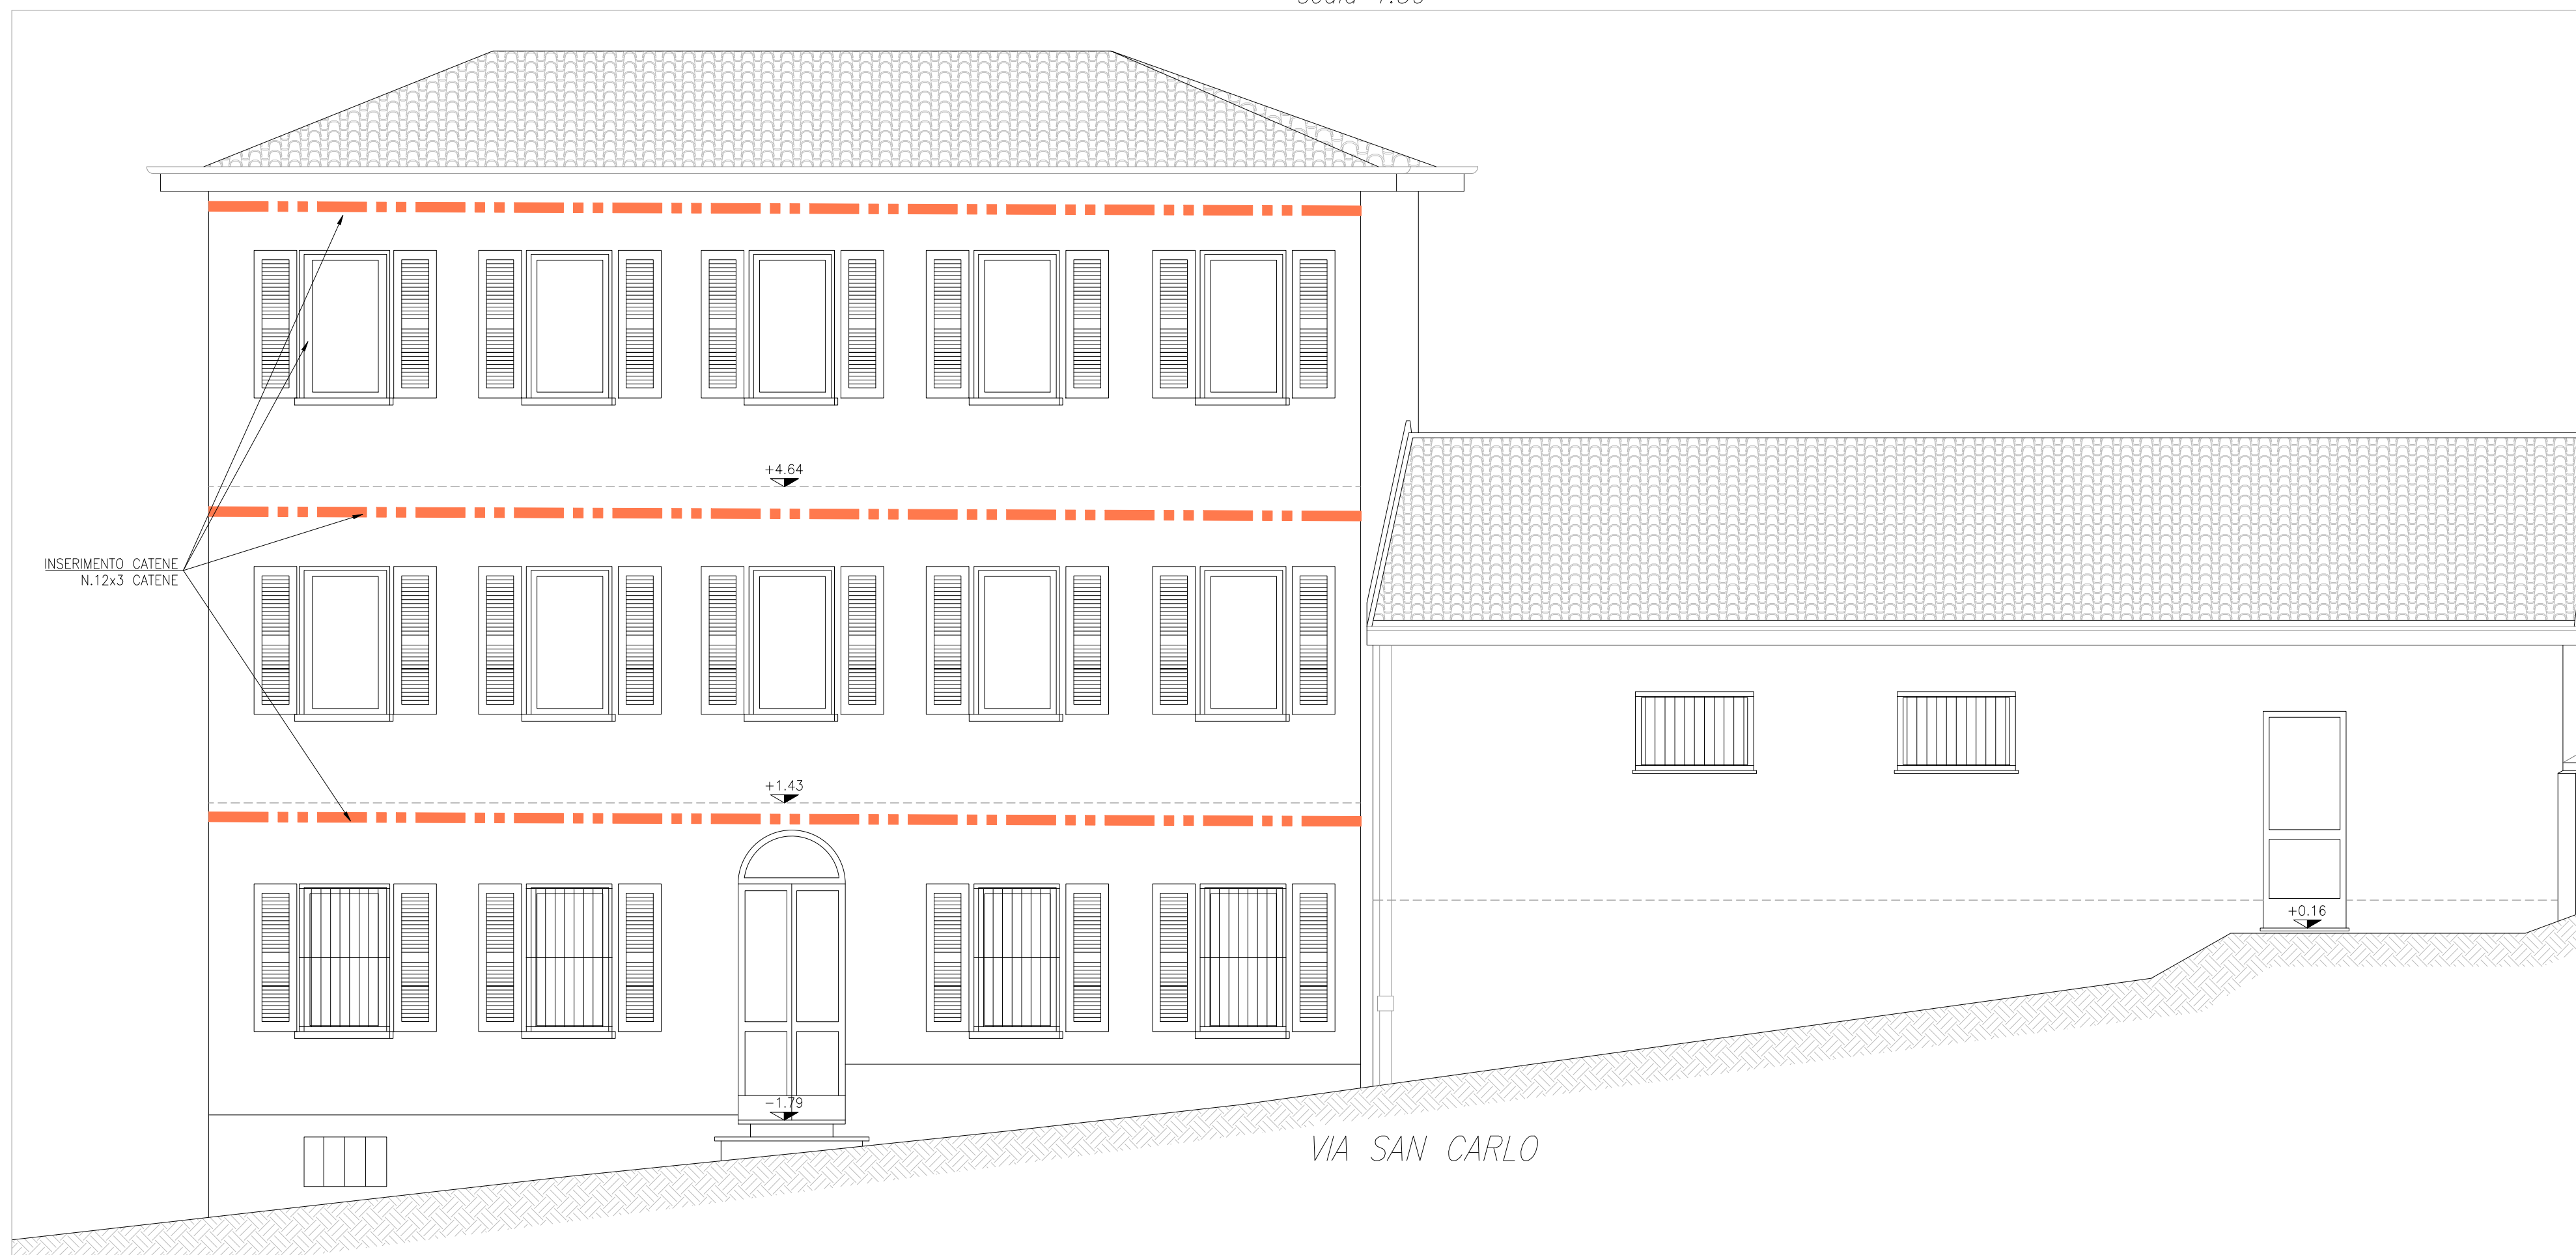 +4.64
INSERIMENTO CATENE
N.12x3 CATENE
+1.43
+0.16
-1.79
VIA SAN CARLO